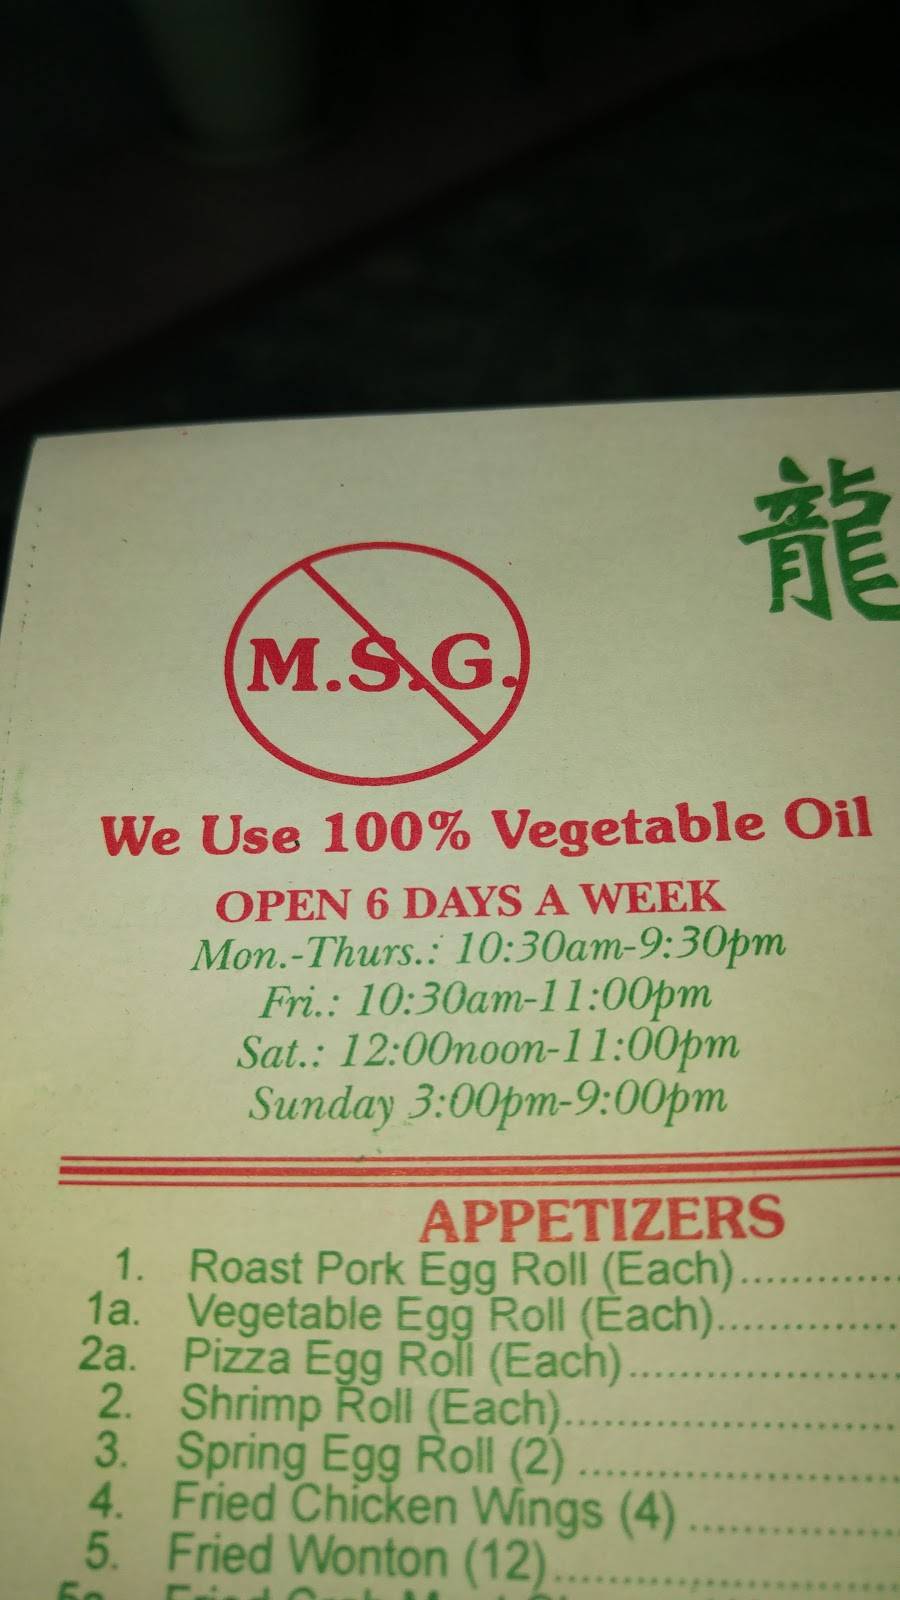 龍
M.S.G.
We Use 100% Vegetable Oil
OPEN 6 DAYS A WEEK
Mon.-Thurs.: 10:30am-9:30pm
Fri.: 10:30am-11:00pm
Sat.: 12:00noon-11:00pm
Sunday 3:00pm-9:00pm
APPETIZERS
1. Roast Pork Egg Roll (Each)
1a. Vegetable Egg Roll (Each)
2a. Pizza Egg Roll (Each)
2. Shrimp Roll (Each)
3. Spring Egg Roll (2)
4. Fried Chicken Wings (4)
5. Fried Wonton (12)